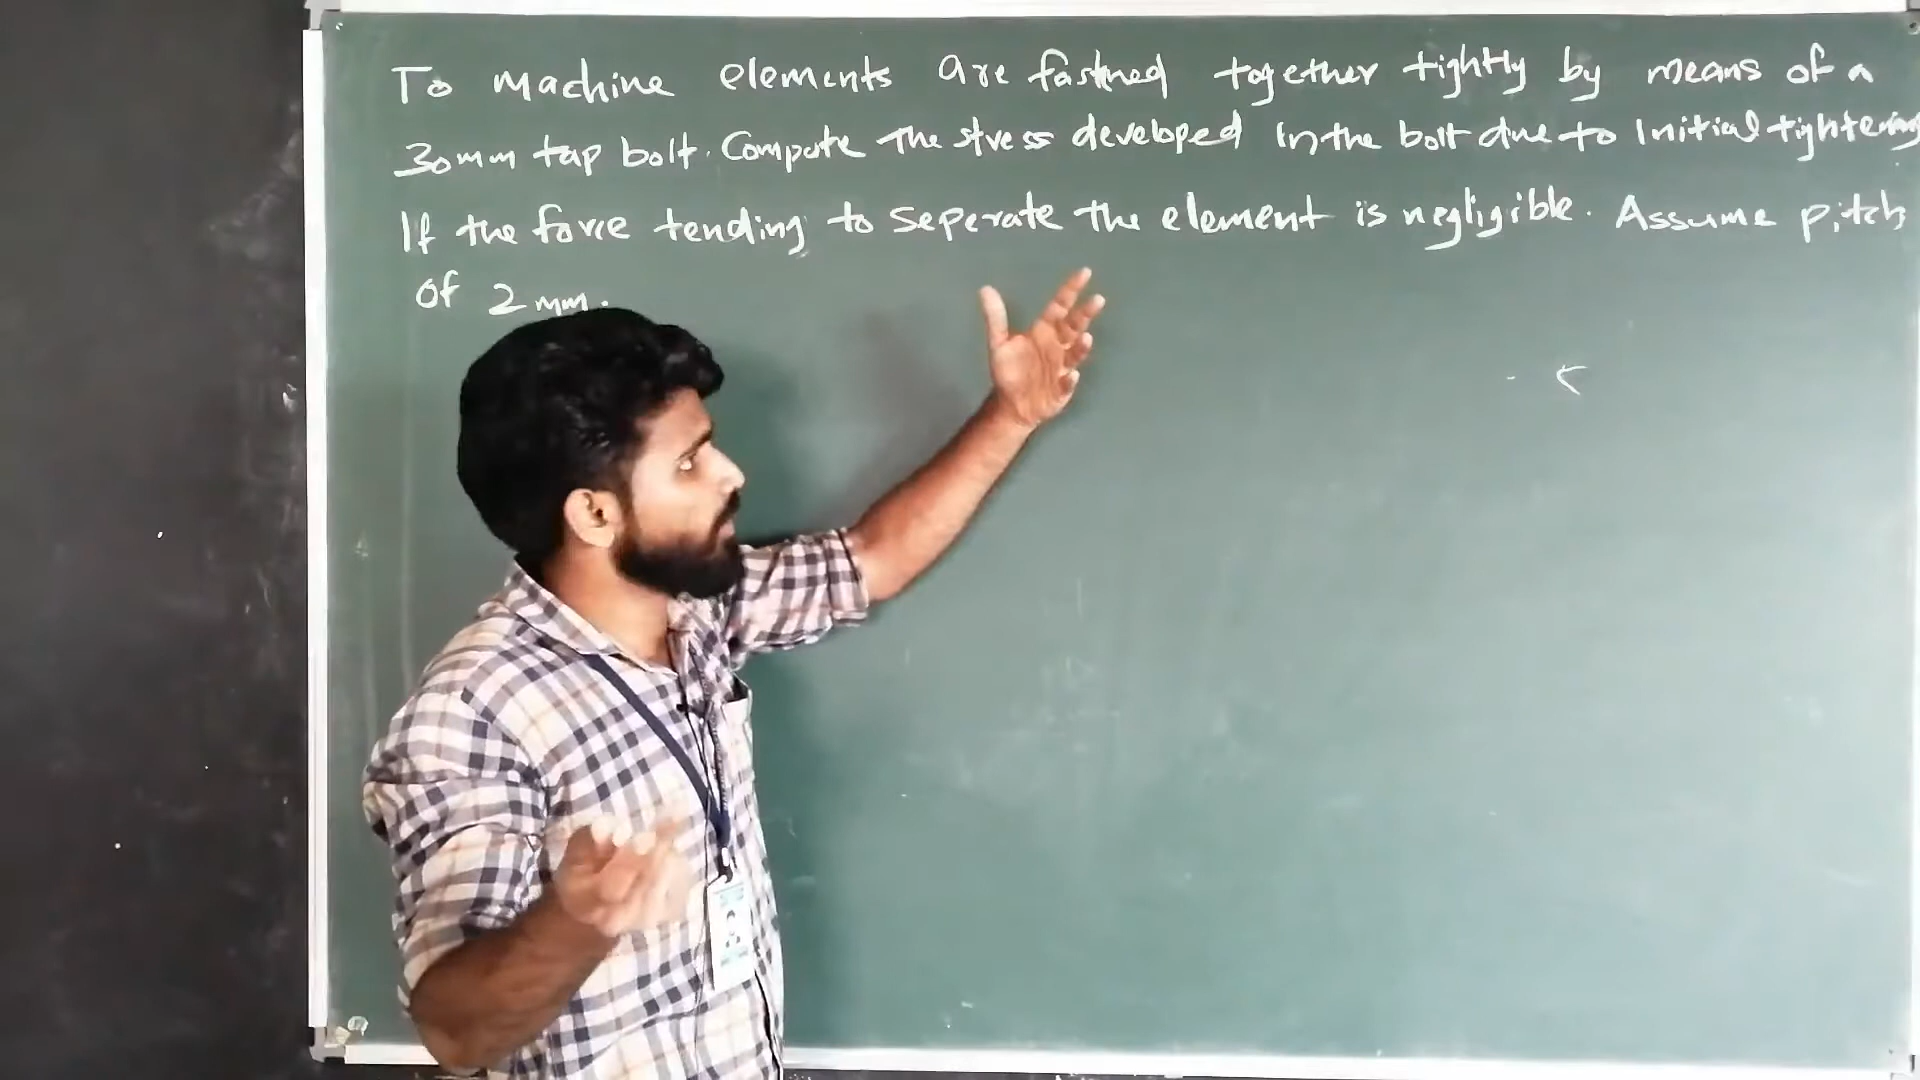 To machine elements are fastned together tightly by means of a
30mm tap bolt. Compute the stress developed in the bolt due to Initial tightening
If the force tending to seperate the element is negligible. Assume pitch
of 2mm.